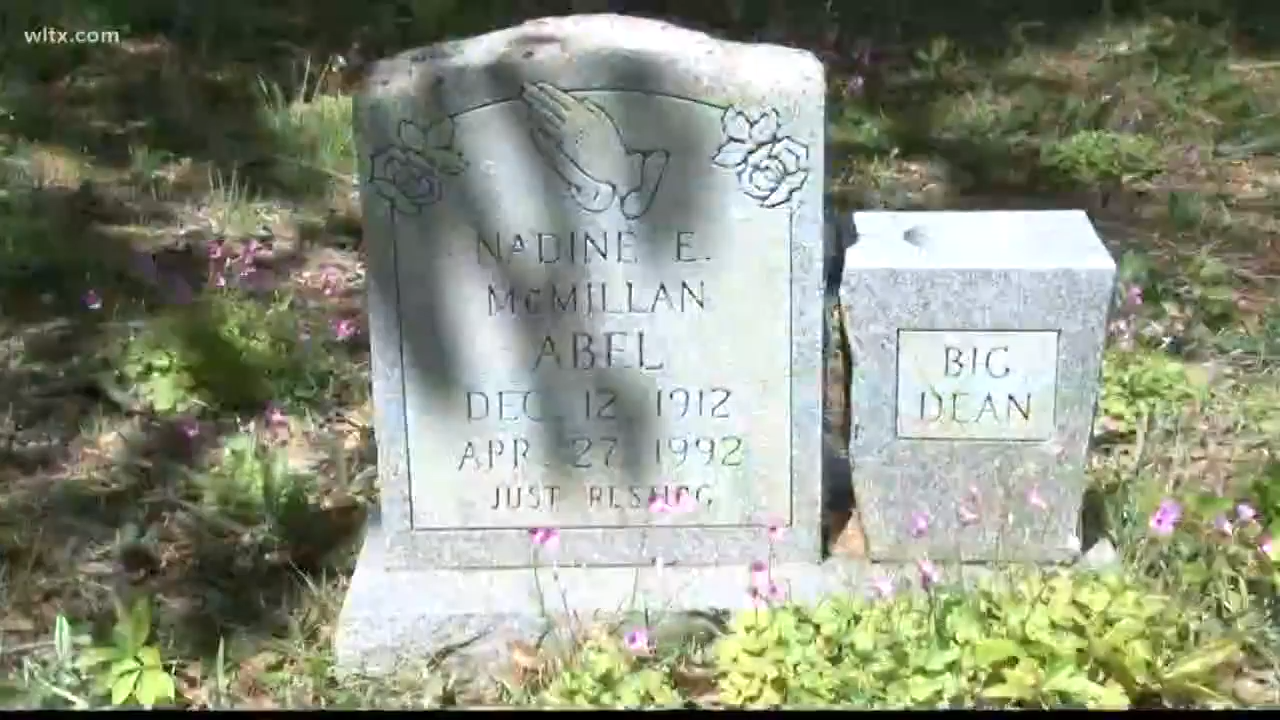 wltx.com
NADINE E.
McMILLAN
ABEL
DEC. 12 1912
APR. 27 1992
JUST RESTING
BIG
DEAN